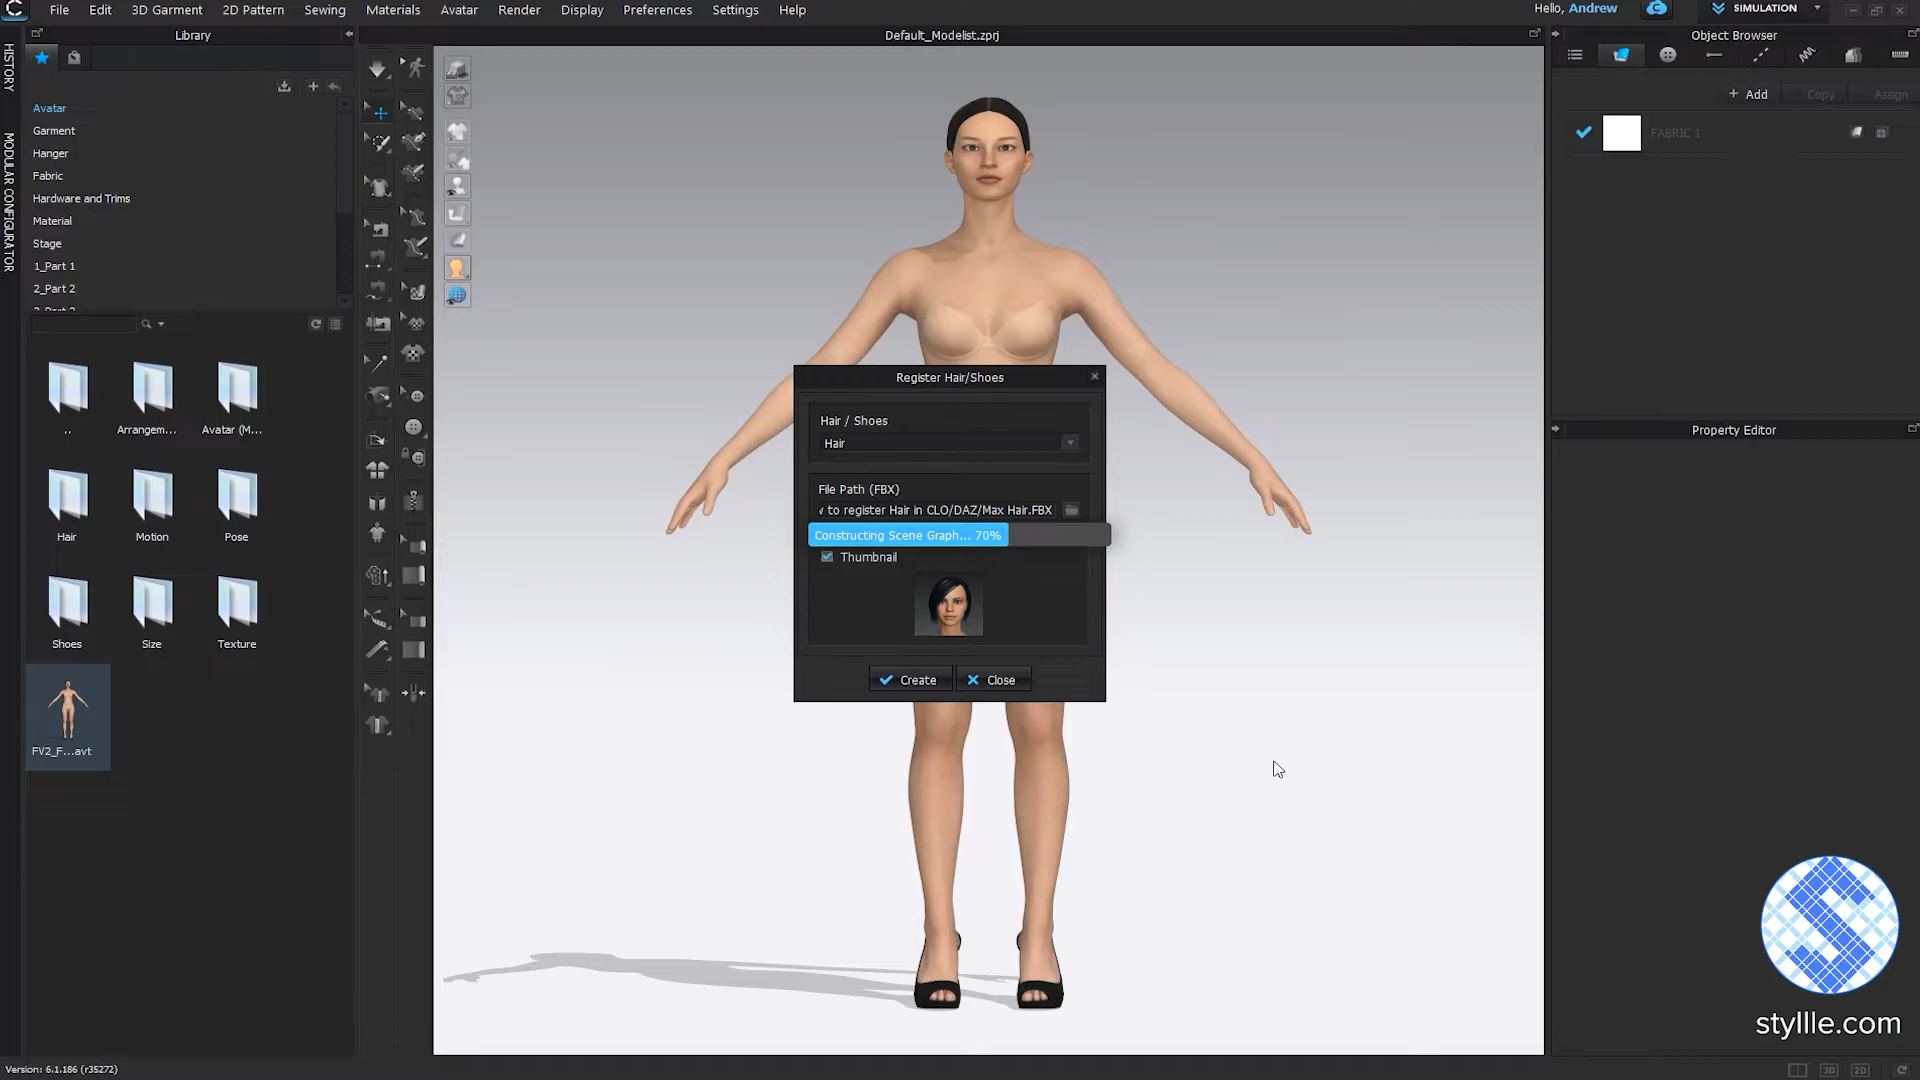 File Edit 3D Garment 2D Pattern Sewing Materials Avatar Render Display Preferences Settings Help
Hello, Andrew
SIMULATION
Library
Default_Modelist.zprj
Object Browser
HISTORY
MODULAR CONFIGURATOR
Avatar
Garment
Hanger
Fabric
Hardware and Trims
Material
Stage
1_Part 1
2_Part 2
+ Add
Copy
Assign
FABRIC 1
..
Arrangem...
Avatar (M...
Hair
Motion
Pose
Shoes
Size
Texture
FV2_F...avt
Register Hair/Shoes
Hair / Shoes
Hair
File Path (FBX)
to register Hair in CLO/DAZ/Max Hair.FBX
Constructing Scene Graph... 70%
Thumbnail
Create
Close
Property Editor
styllle.com
Version: 6.1.186 (r35272)
3D
2D